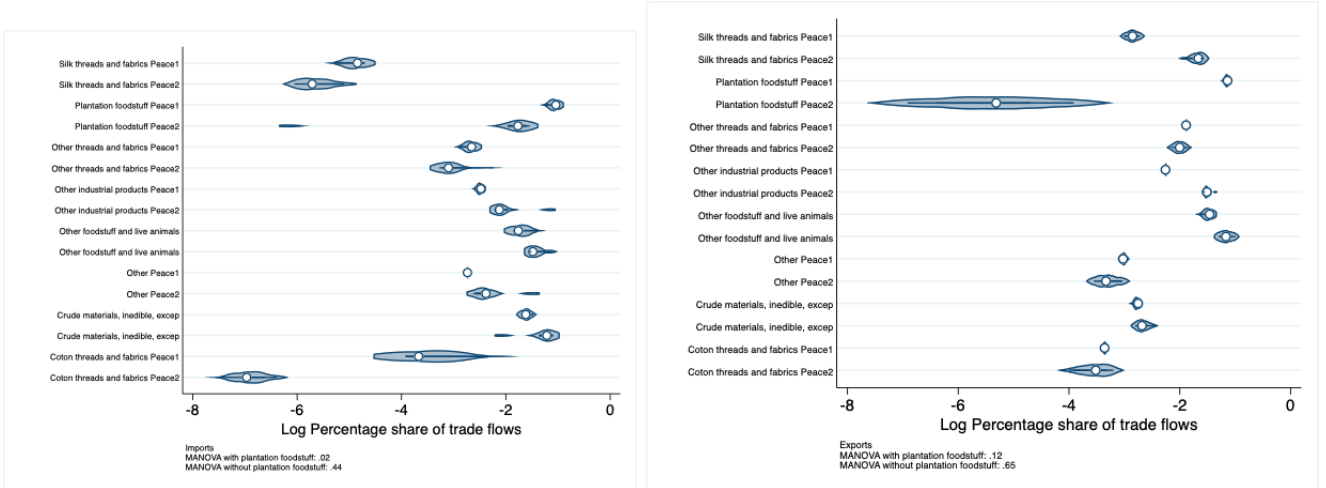 Silk threads and fabrics Peace1
Silk threads and fabrics Peace2
Plantation foodstuff Peace1
Plantation foodstuff Peace2
Other threads and fabrics Peace1
Other threads and fabrics Peace2
Other industrial products Peace1
Other industrial products Peace2
Other foodstuff and live animals
Other foodstuff and live animals
Other Peace1
Other Peace2
Crude materials, inedible, excep
Crude materials, inedible, excep
Coton threads and fabrics Peace1
Coton threads and fabrics Peace2
-8 -6 -4 -2 0
Log Percentage share of trade flows
Imports
MANOVA with plantation foodstuff: .02
MANOVA without plantation foodstuff: .44
Silk threads and fabrics Peace1
Silk threads and fabrics Peace2
Plantation foodstuff Peace1
Plantation foodstuff Peace2
Other threads and fabrics Peace1
Other threads and fabrics Peace2
Other industrial products Peace1
Other industrial products Peace2
Other foodstuff and live animals
Other foodstuff and live animals
Other Peace1
Other Peace2
Crude materials, inedible, excep
Crude materials, inedible, excep
Coton threads and fabrics Peace1
Coton threads and fabrics Peace2
-8 -6 -4 -2 0
Log Percentage share of trade flows
Exports
MANOVA with plantation foodstuff: .12
MANOVA without plantation foodstuff: .65